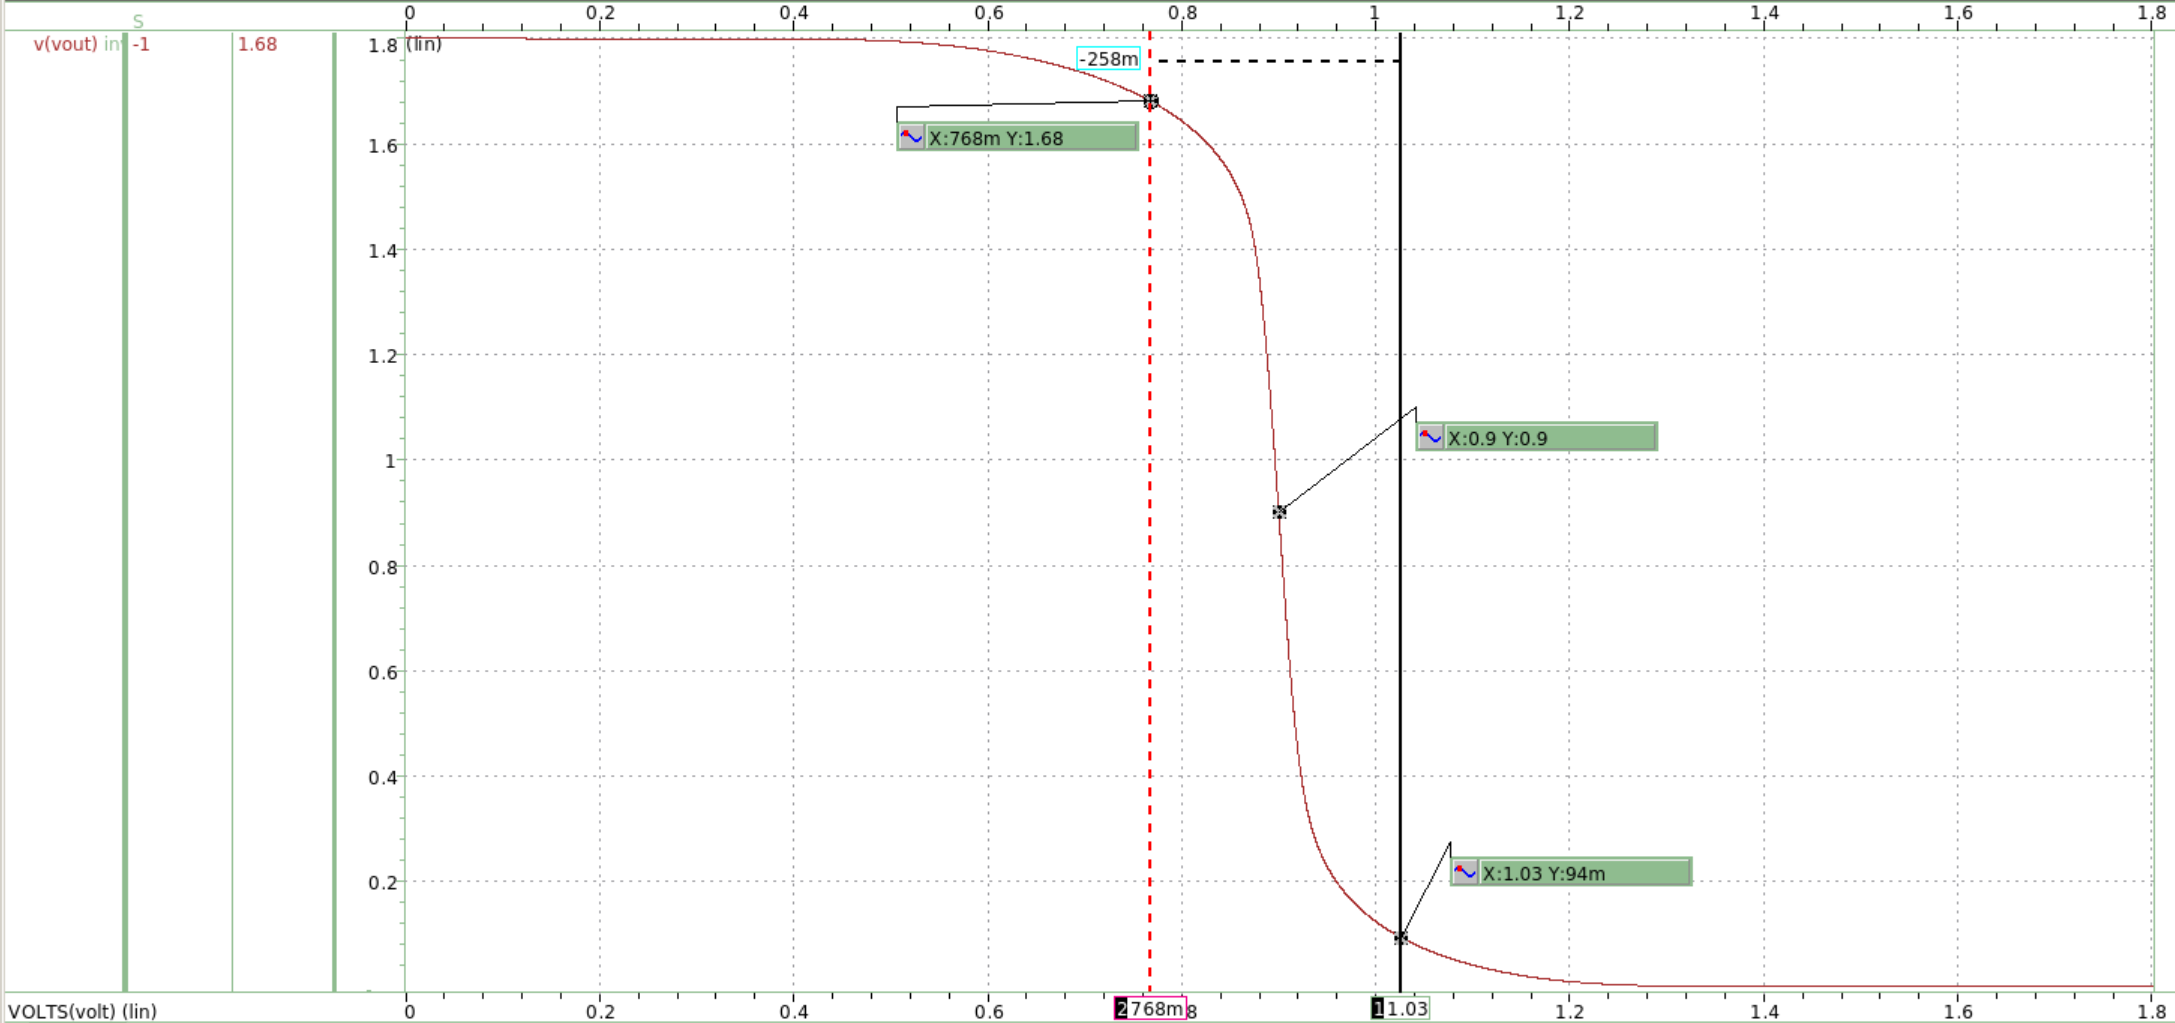 S
0 0.2 0.4 0.6 0.8 1 1.2 1.4 1.6 1.8
v(vout) in -1 1.68
1.8 (lin)
-258m
X:768m Y:1.68
1.6
1.4
1.2
X:0.9 Y:0.9
1
0.8
0.6
0.4
X:1.03 Y:94m
0.2
VOLTS(volt) (lin) 0 0.2 0.4 0.6 2 768m 8 1 1.03 1.2 1.4 1.6 1.8